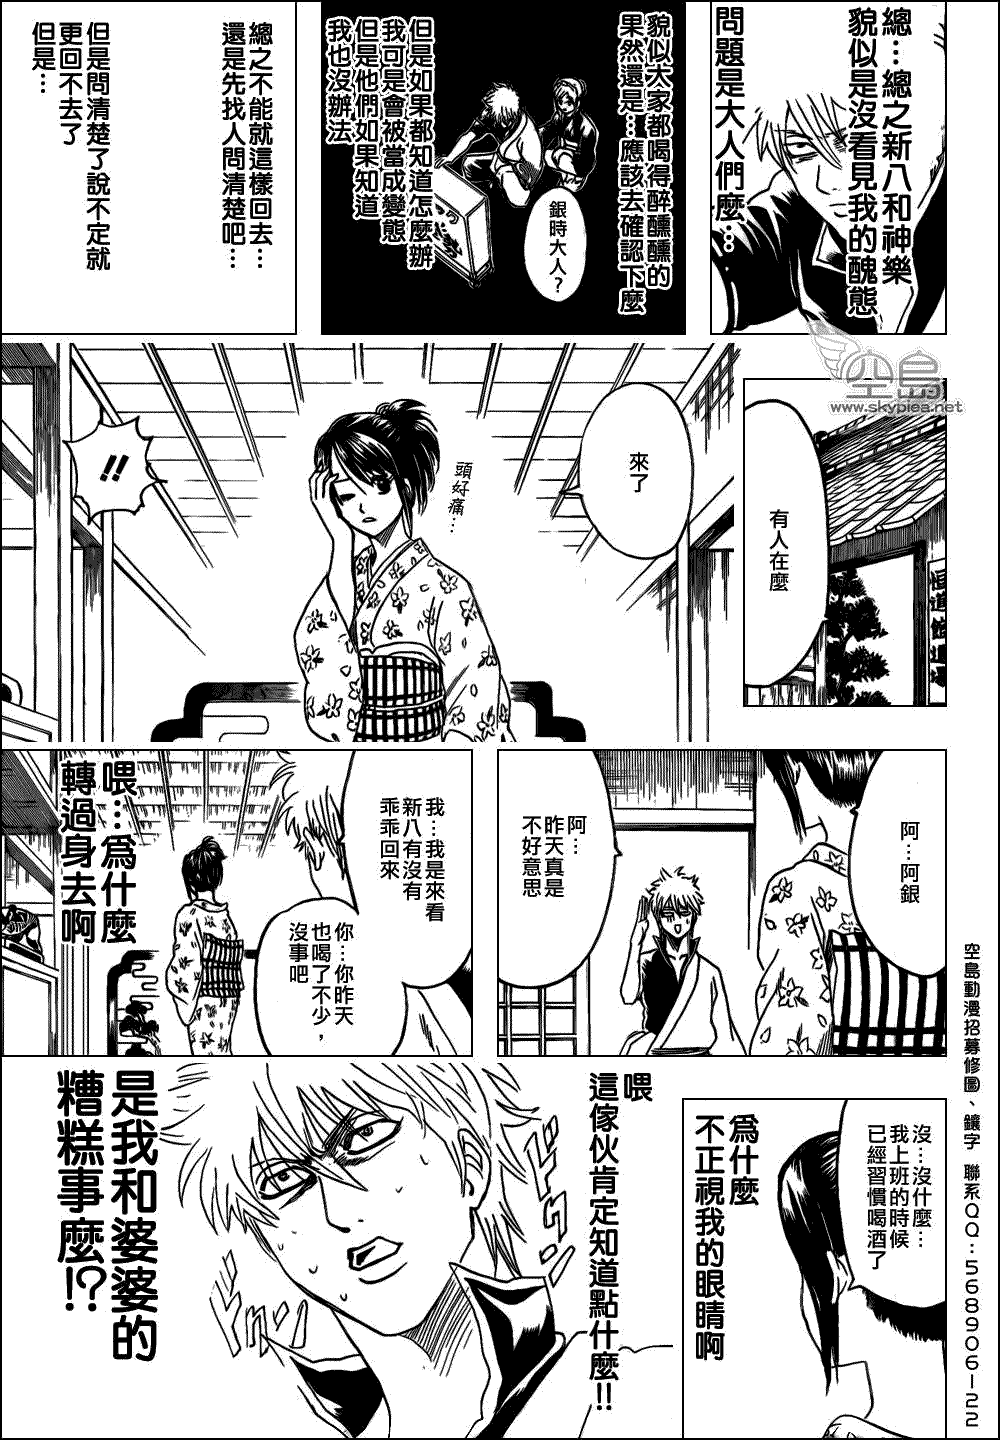 總…總之新八和神樂
貌似是沒看見我的醜態
問題是大人們麼…
貌似大家都喝得醉醺醺的
果然還是…應該去確認下麼
銀時大人?
但是如果都知道怎麼辦
我可是會被當成變態
但是他們如果知道
我也沒辦法
總之不能就這樣回去…
還是先找人問清楚吧…
但是問清楚了說不定就
更回不去了
但是…
空島
www.skypiea.net
有人在麼
恒道館道場
來了
頭好痛…
!!
阿…阿銀
阿…
昨天真是
不好意思
我…我是來看
新八有沒有
乖乖回來
你…你昨天
也喝了不少，
沒事吧
喂…為什麼
轉過身去啊
沒…沒什麼…
我上班的時候
已經習慣喝酒了
為什麼
不正視我的眼睛啊
喂
這傢伙肯定知道點什麼!!
是我和婆婆的
糟糕事麼!?
空島動漫招募修圖、鑲字 聯系QQ:568906122